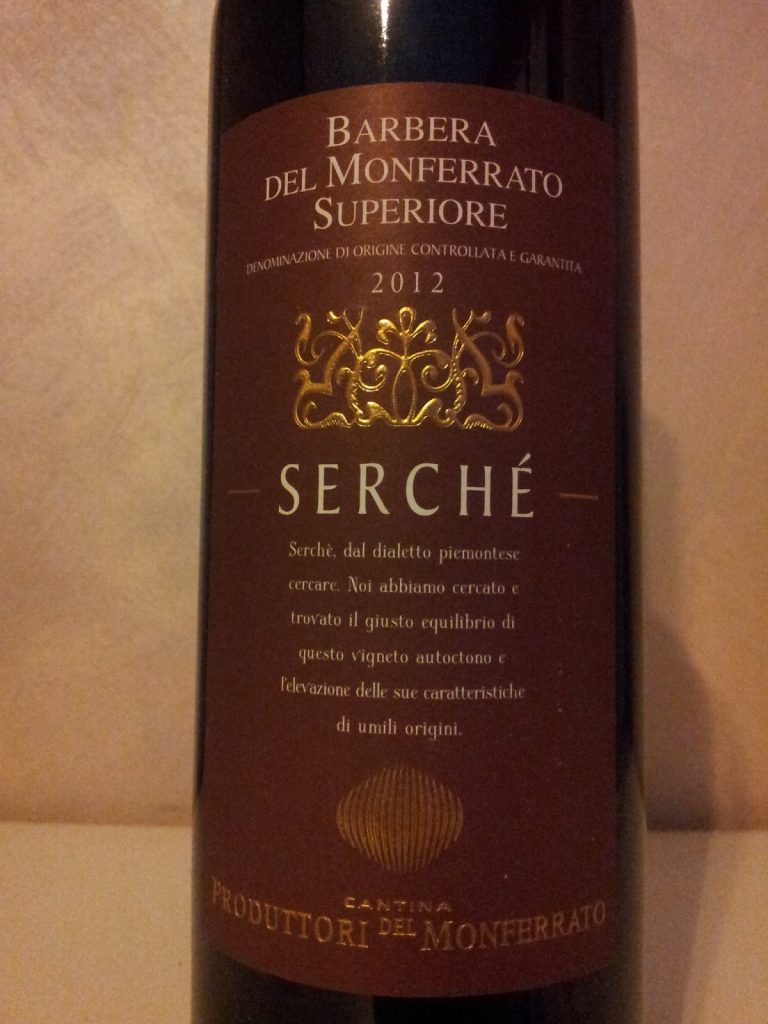 BARBERA
DEL MONFERRATO
SUPERIORE
DENOMINAZIONE DI ORIGINE CONTROLLATA E GARANTITA
2012
SERCHÉ
Serchè, dal dialetto piemontese
cercare. Noi abbiamo cercato e
trovato il giusto equilibrio di
questo vigneto autoctono e
l'elevazione delle sue caratteristiche
di umili origini.
CANTINA
PRODUTTORI DEL MONFERRATO